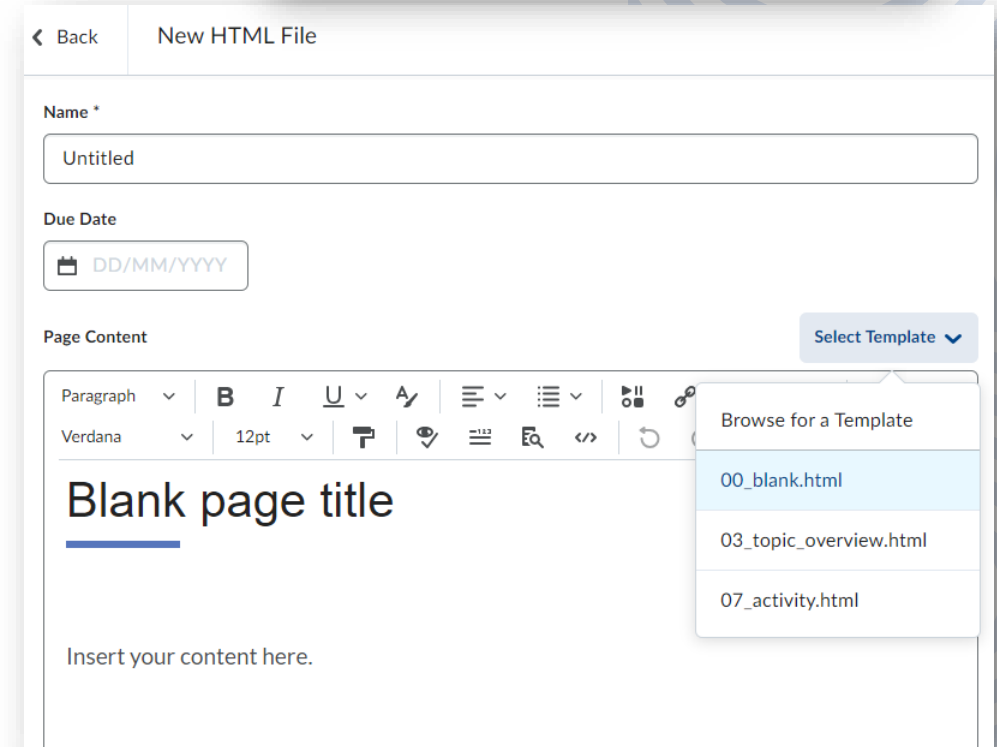 Back
New HTML File
Name *
Untitled
Due Date
DD/MM/YYYY
Page Content
Select Template
Paragraph
B I U A
Verdana
12pt
Browse for a Template
00_blank.html
03_topic_overview.html
07_activity.html
Blank page title
Insert your content here.